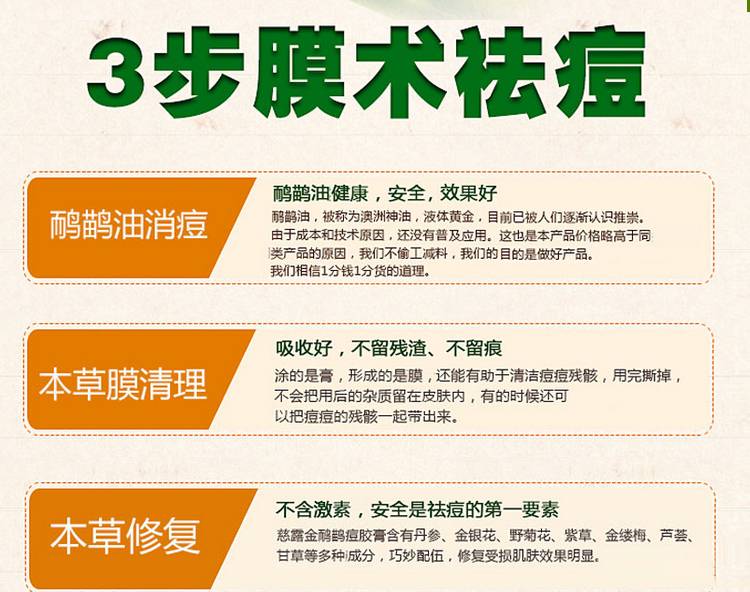 3步膜术祛痘
鸸鹋油消痘
鸸鹋油健康，安全，效果好
鸸鹋油，被称为澳洲神油，液体黄金，目前已被人们逐渐认识推崇。
由于成本和技术原因，还没有普及应用。这也是本产品价格略高于同
类产品的原因，我们不偷工减料，我们的目的是做好产品。
我们相信1分钱1分货的道理。
本草膜清理
吸收好，不留残渣、不留痕
涂的是膏，形成的是膜，还能有助于清洁痘痘残骸，用完撕掉，
不会把用后的杂质留在皮肤内，有的时候还可
以把痘痘的残骸一起带出来。
本草修复
不含激素，安全是祛痘的第一要素
慈露金鸸鹋痘胶膏含有丹参、金银花、野菊花、紫草、金缕梅、芦荟、
甘草等多种成分，巧妙配伍，修复受损肌肤效果明显。